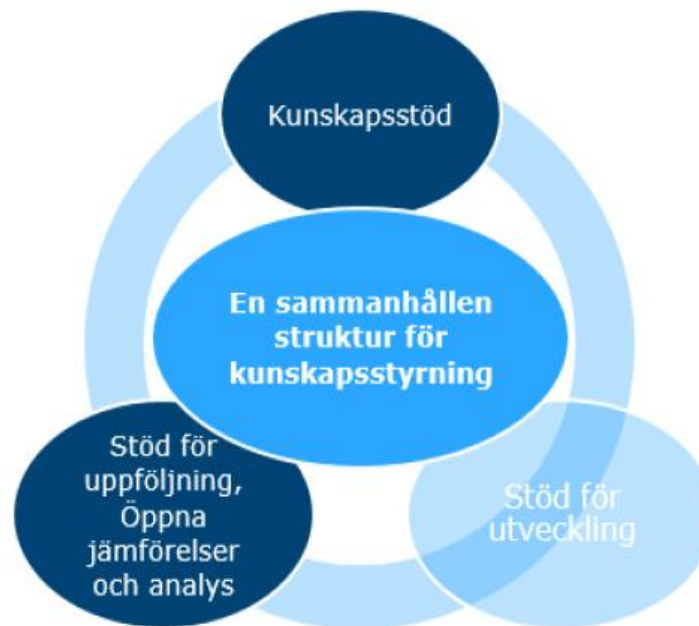 Kunskapsstöd
En sammanhållen
struktur för
kunskapsstyrning
Stöd för
uppföljning,
Öppna
jämförelser
och analys
Stöd för
utveckling